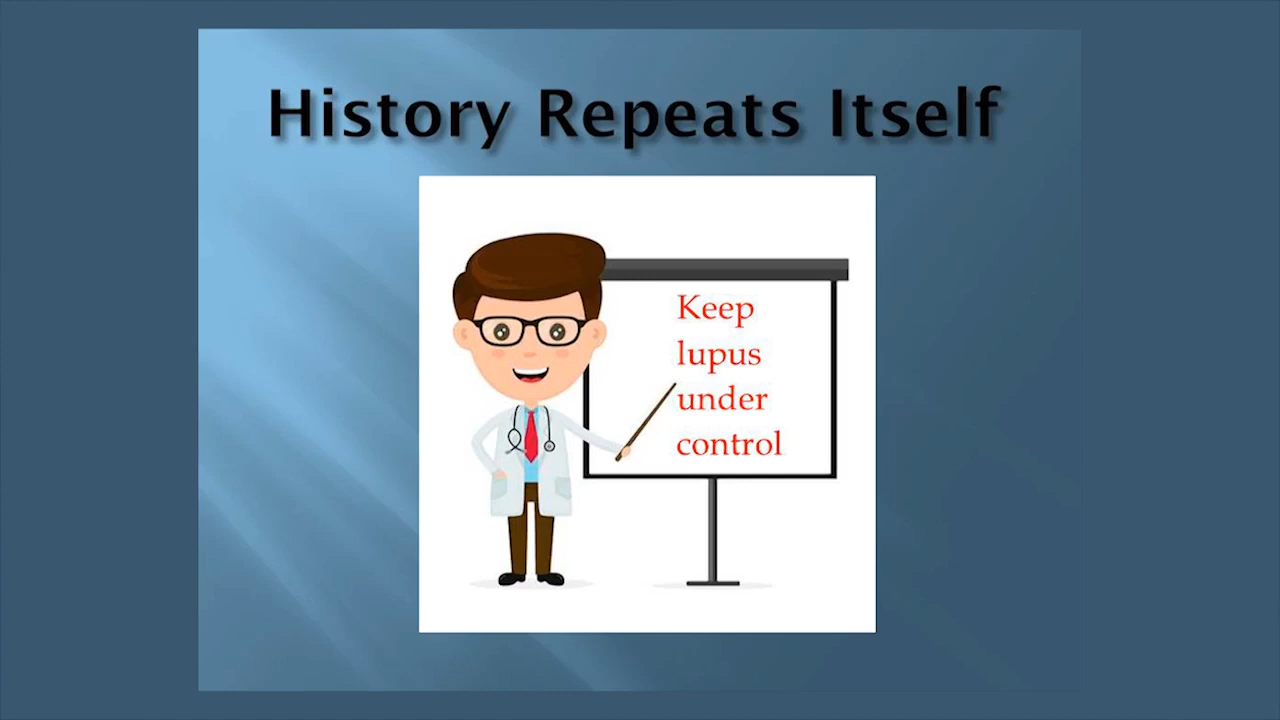 History Repeats Itself
Keep
lupus
under
control